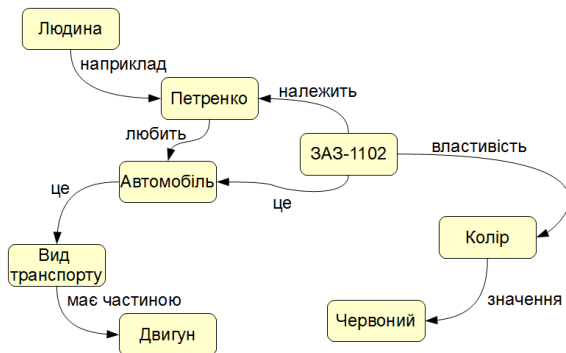 Людина
наприклад
Петренко
належить
любить
ЗАЗ-1102
властивість
Автомобіль
це
це
Колір
Вид
транспорту
має частиною
значення
Двигун
Червоний